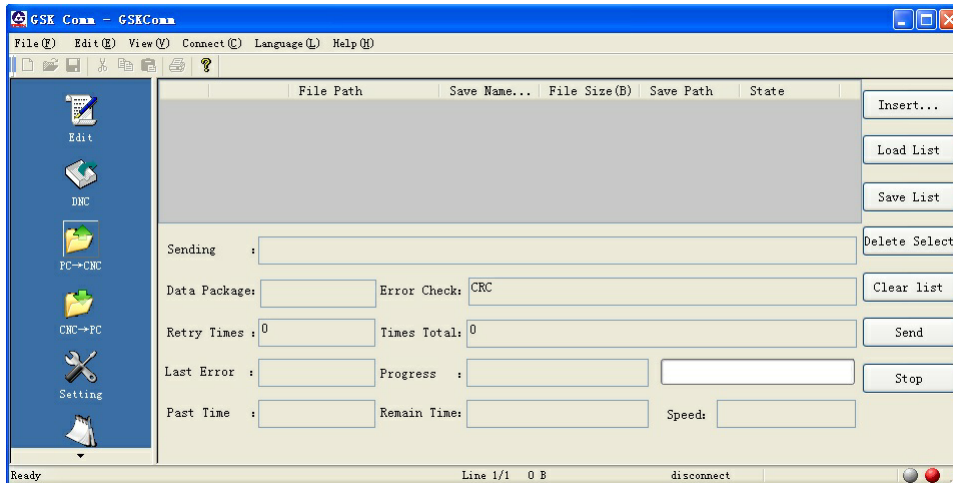 GSK Comm - GSKComm
File(F) Edit(E) View(V) Connect(C) Language(L) Help(H)
File Path Save Name... File Size(B) Save Path State
Insert...
Edit
Load List
DNC
Save List
Delete Select
Sending :
PC→CNC
Data Package: Error Check: CRC
Clear list
Retry Times : 0 Times Total: 0
CNC→PC
Send
Last Error : Progress :
Stop
Setting
Past Time : Remain Time: Speed:
Ready Line 1/1 0 B disconnect